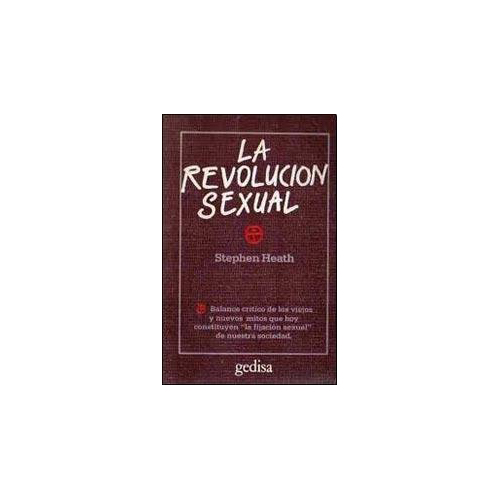 LA
REVOLUCION
SEXUAL
Stephen Heath
Balance crítico de los viejos
y nuevos mitos que hoy
constituyen "la fijación sexual"
de nuestra sociedad.
gedisa